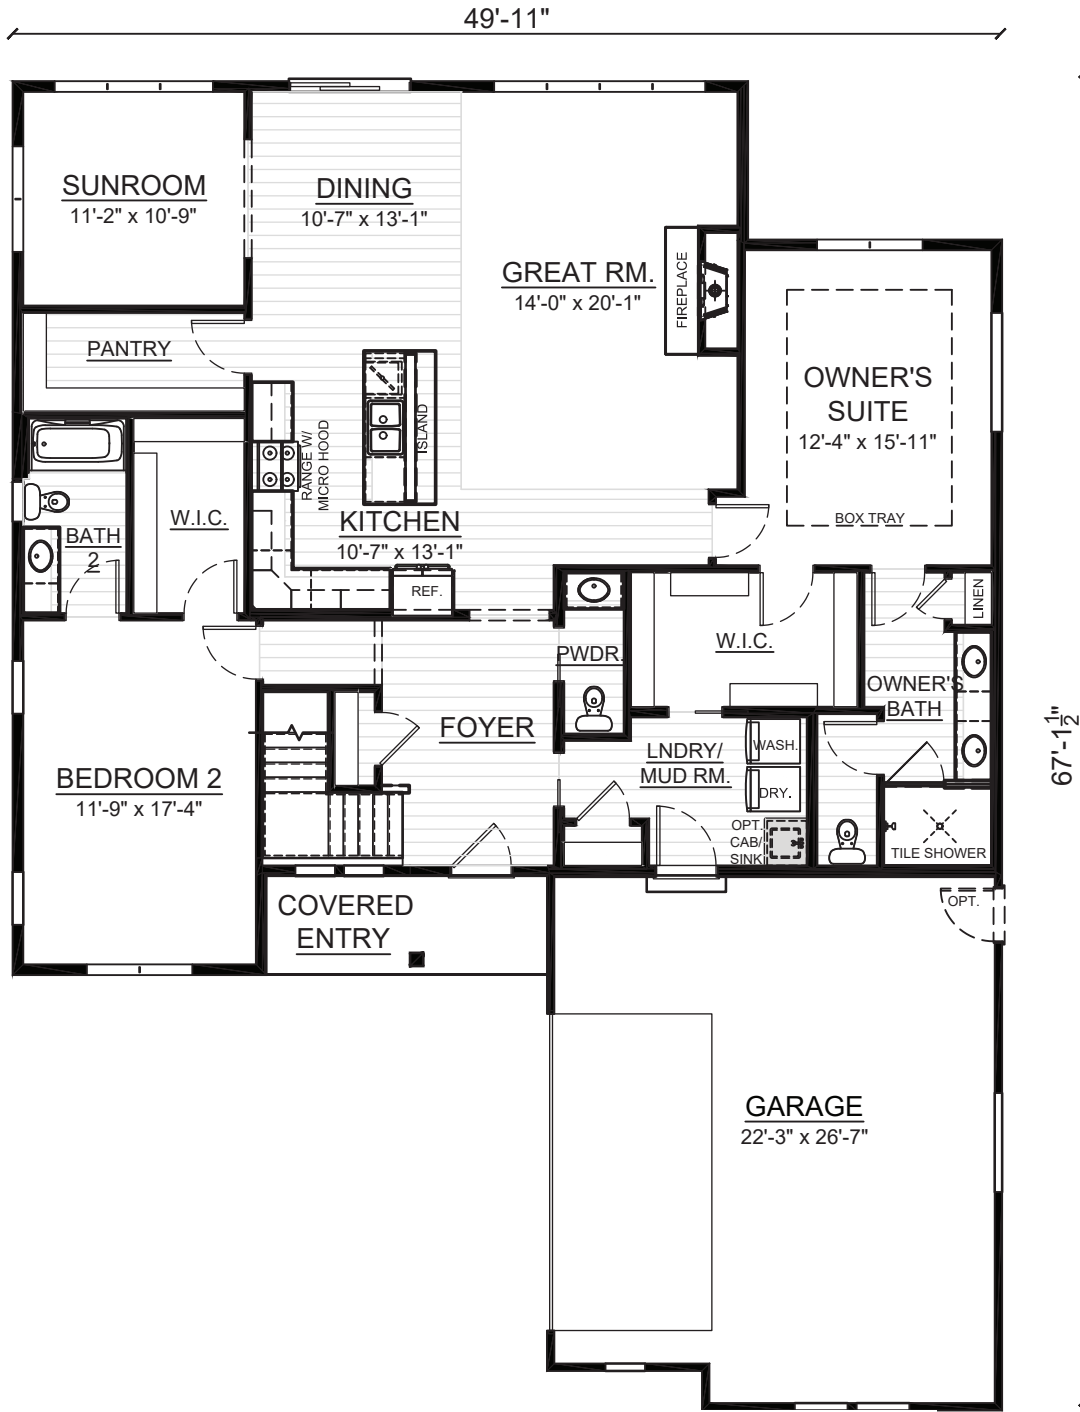 49'-11"
SUNROOM
11'-2" x 10'-9"
DINING
10'-7" x 13'-1"
GREAT RM.
14'-0" x 20'-1"
FIREPLACE
PANTRY
OWNER'S
SUITE
12'-4" x 15'-11"
BOX TRAY
ISLAND
RANGE W/
MICRO HOOD
KITCHEN
10'-7" x 13'-1"
W.I.C.
BATH
2
REF.
LINEN
PWDR.
W.I.C.
OWNER'S
BATH
FOYER
LNDRY/
MUD RM.
WASH.
DRY.
OPT.
CAB/
SINK
TILE SHOWER
BEDROOM 2
11'-9" x 17'-4"
67'-1 1/2"
COVERED
ENTRY
OPT.
GARAGE
22'-3" x 26'-7"